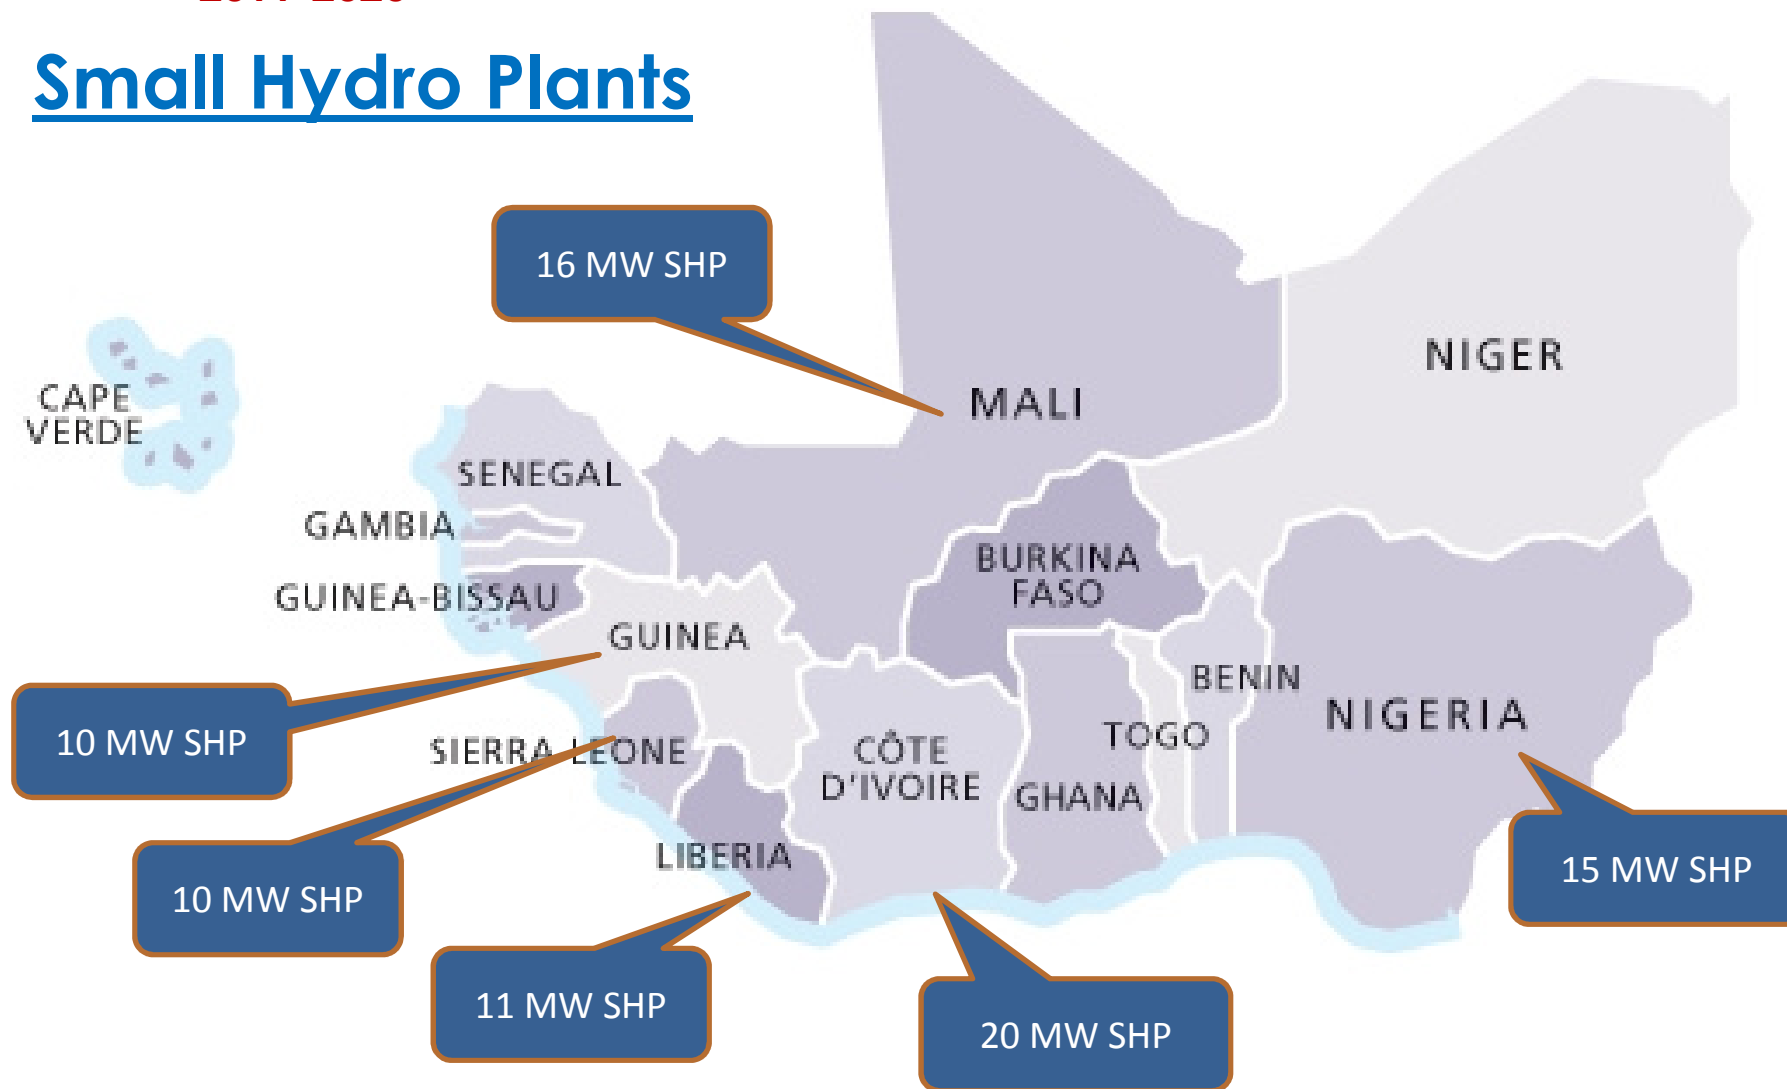 Small Hydro Plants
16 MW SHP
NIGER
MALI
CAPE
VERDE
SENEGAL
GAMBIA
BURKINA
FASO
GUINEA-BISSAU
GUINEA
BENIN
NIGERIA
10 MW SHP
SIERRA LEONE
TOGO
CÔTE
D'IVOIRE
GHANA
LIBERIA
15 MW SHP
10 MW SHP
11 MW SHP
20 MW SHP